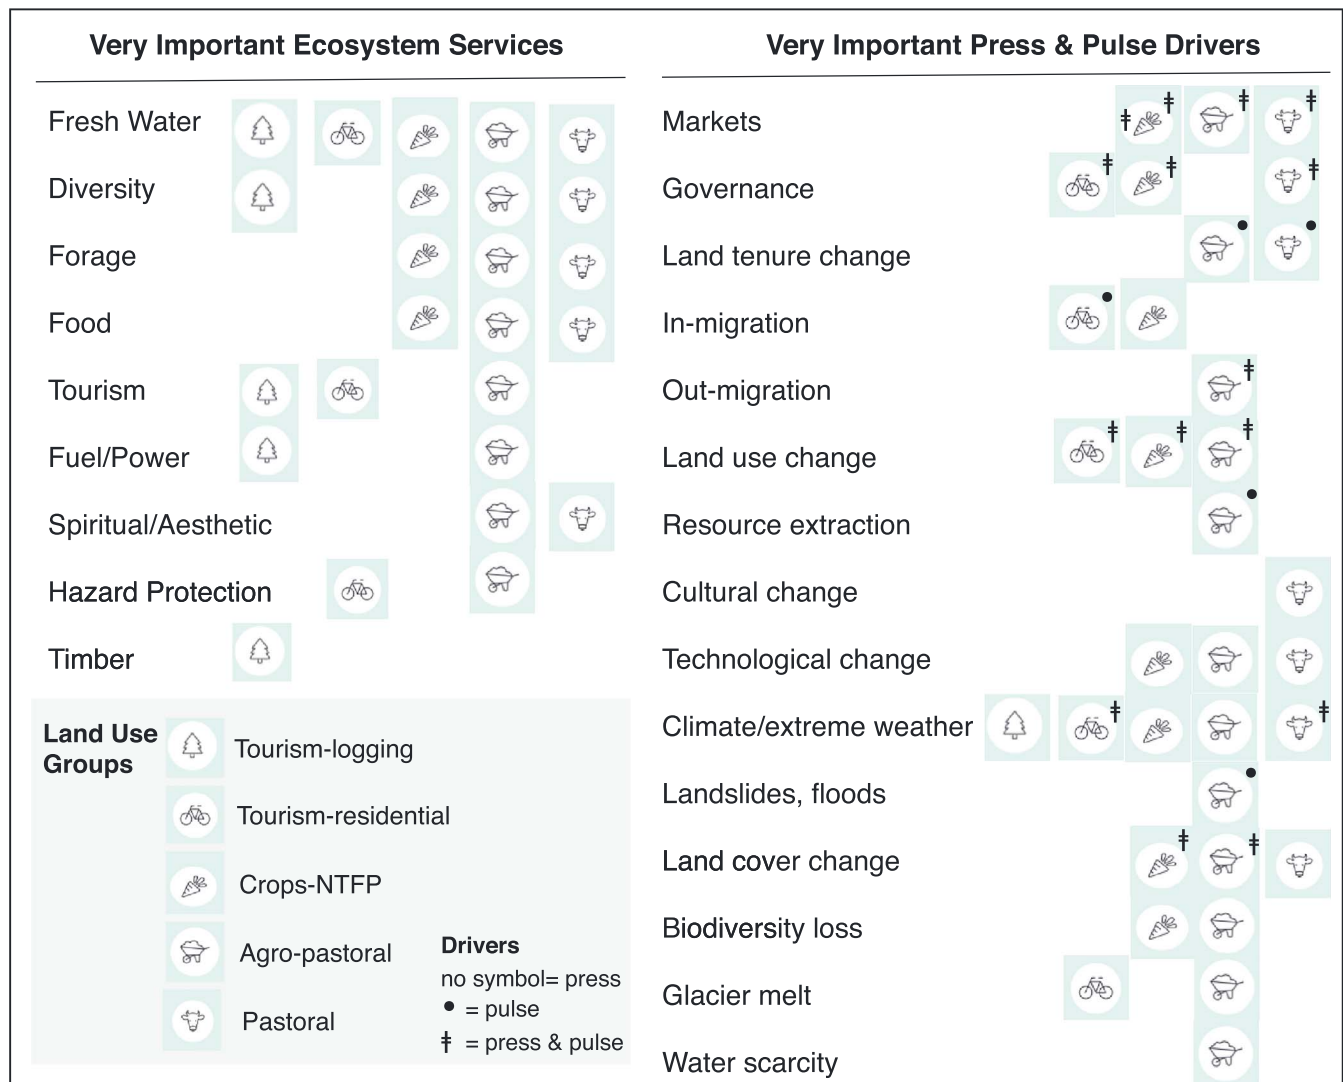 Very Important Ecosystem Services
Fresh Water
Diversity
Forage
Food
Tourism
Fuel/Power
Spiritual/Aesthetic
Hazard Protection
Timber
Land Use
Groups
Tourism-logging
Tourism-residential
Crops-NTFP
Agro-pastoral
Pastoral
Drivers
no symbol= press
● = pulse
‡ = press & pulse
Very Important Press & Pulse Drivers
Markets ‡ ‡ ‡ ‡
Governance ‡ ‡ ‡
Land tenure change ● ●
In-migration ●
Out-migration ‡
Land use change ‡ ‡ ‡
Resource extraction ●
Cultural change
Technological change
Climate/extreme weather ‡ ‡
Landslides, floods ●
Land cover change ‡ ‡
Biodiversity loss
Glacier melt
Water scarcity